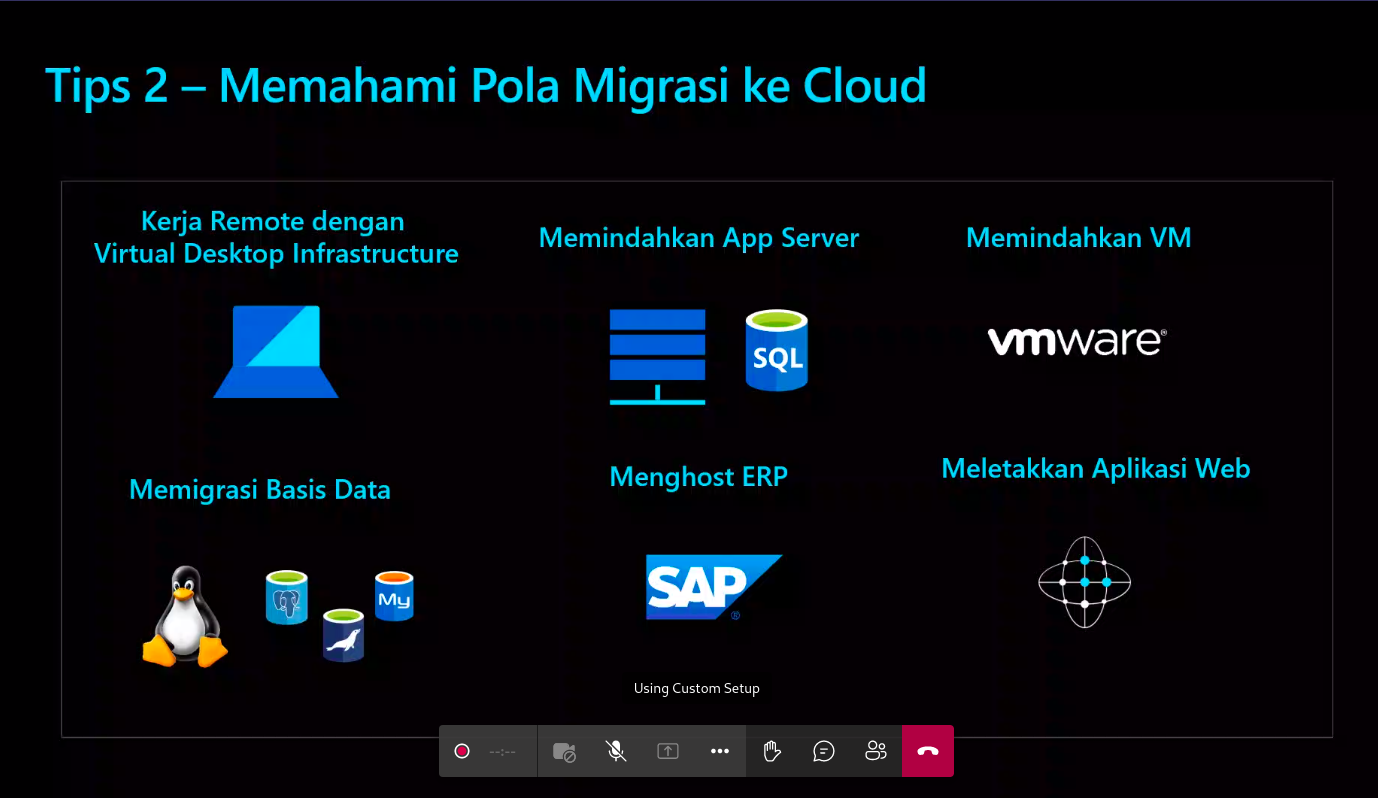 Tips 2 – Memahami Pola Migrasi ke Cloud
Kerja Remote dengan
Virtual Desktop Infrastructure
Memindahkan App Server
Memindahkan VM
SQL
vmware®
Memigrasi Basis Data
Menghost ERP
Meletakkan Aplikasi Web
My
SAP®
Using Custom Setup
--:--